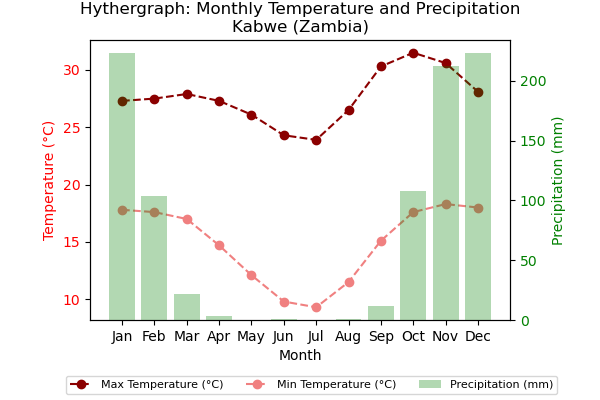 Hythergraph: Monthly Temperature and Precipitation
Kabwe (Zambia)
30
25
20
15
10
Temperature (°C)
200
150
100
50
0
Precipitation (mm)
Jan Feb Mar Apr May Jun Jul Aug Sep Oct Nov Dec
Month
Max Temperature (°C) Min Temperature (°C) Precipitation (mm)